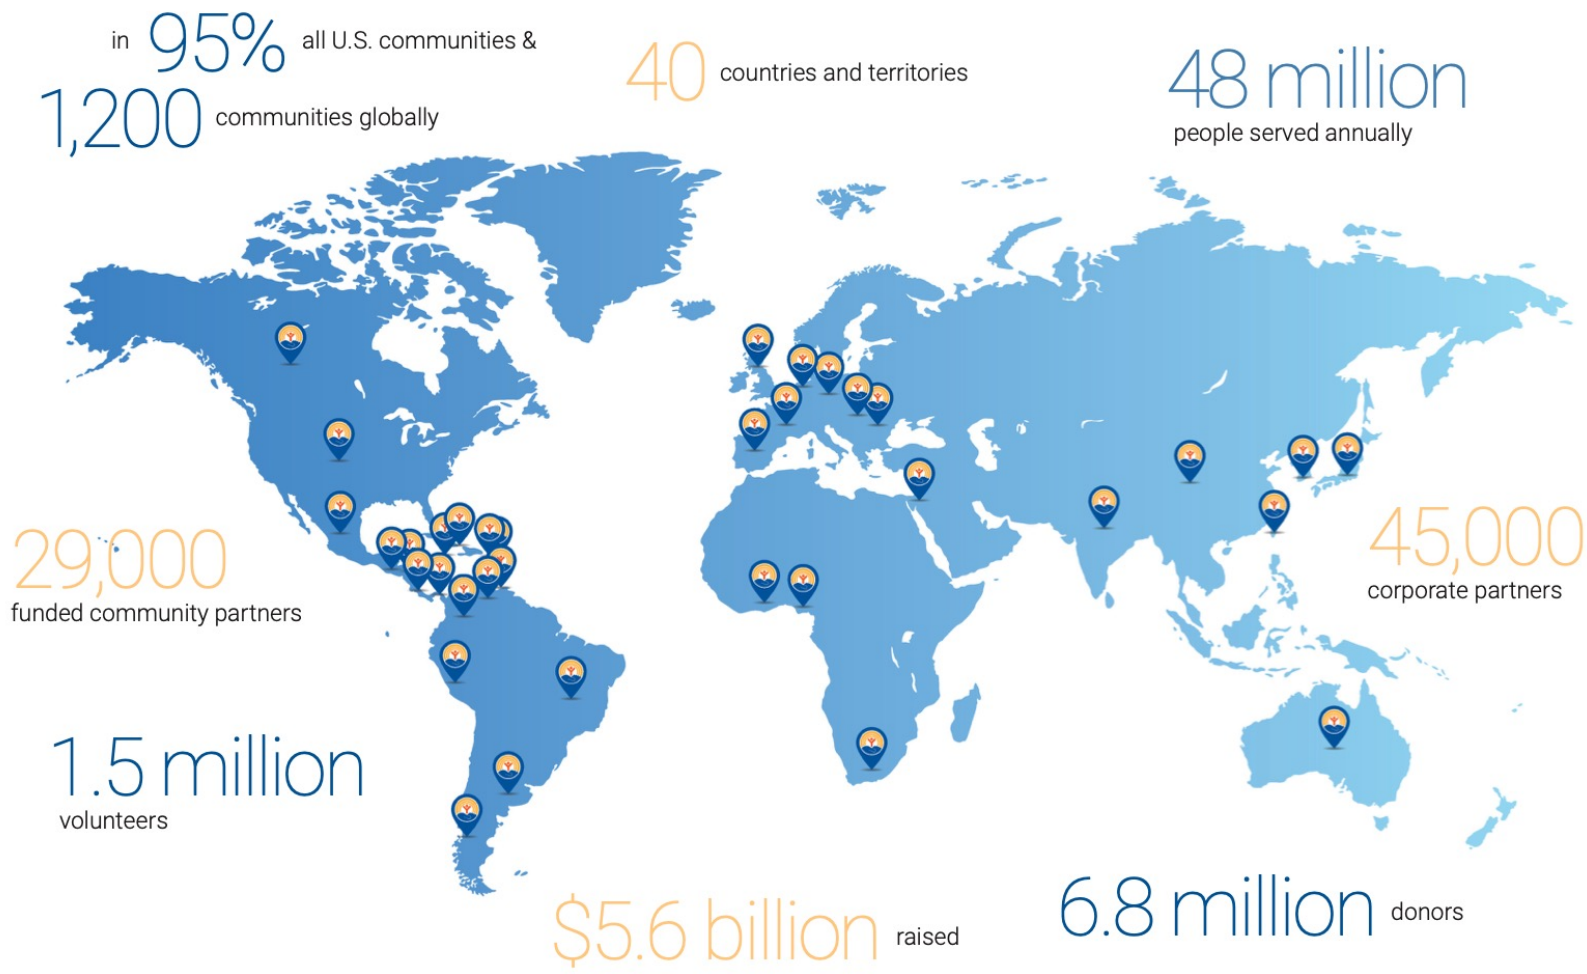 in 95% all U.S. communities &
1,200 communities globally
40 countries and territories
48 million
people served annually
29,000
funded community partners
45,000
corporate partners
1.5 million
volunteers
$5.6 billion raised
6.8 million donors